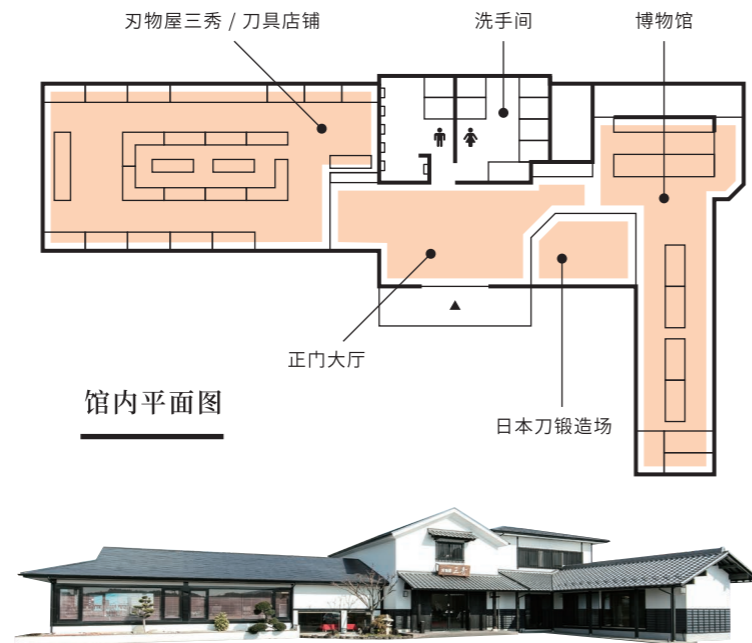 刃物屋三秀 / 刀具店铺
洗手间
博物馆
正门大厅
日本刀锻造场
馆内平面图